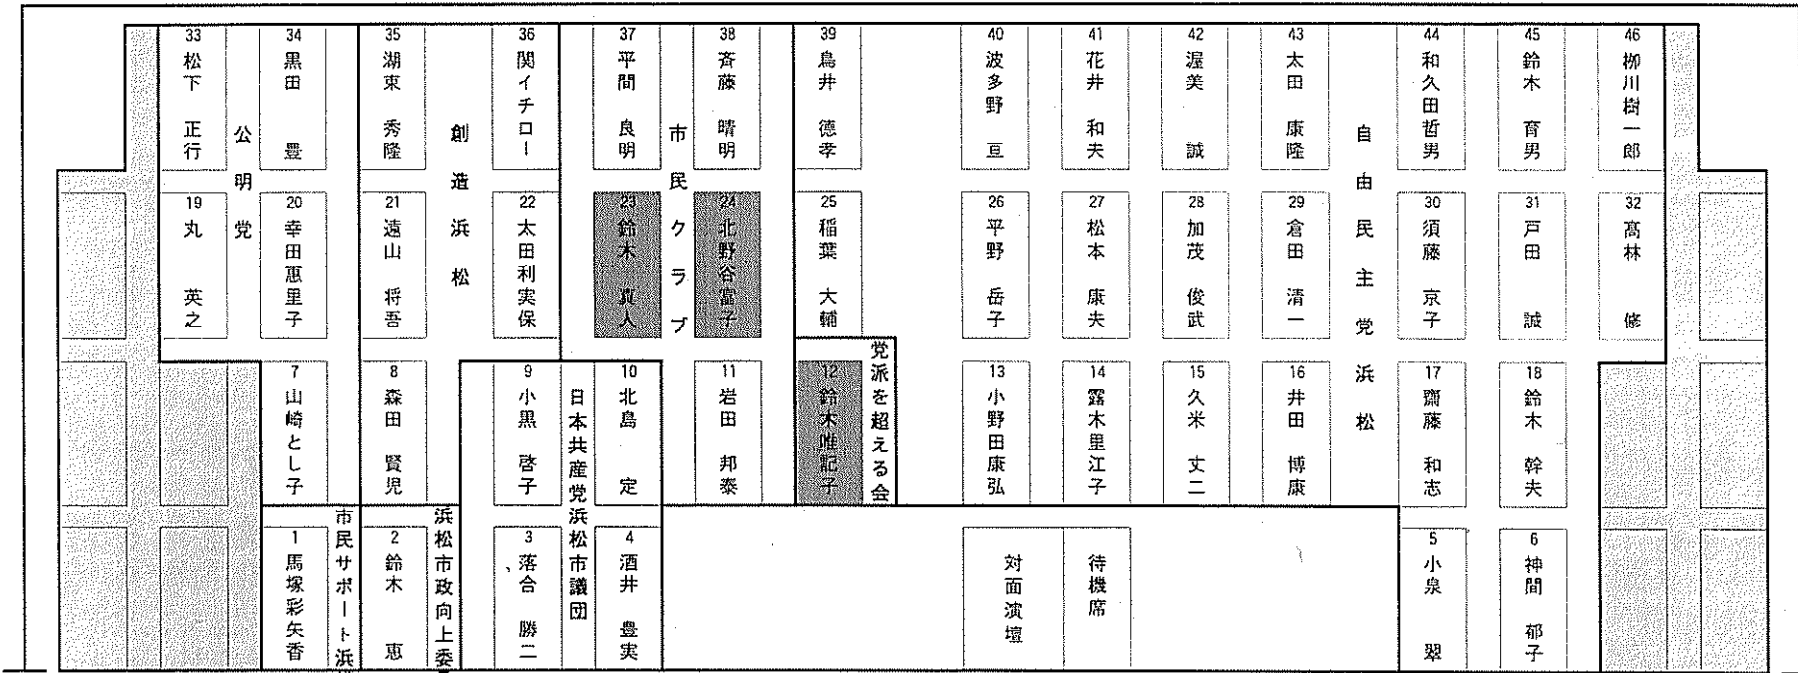 33 松下 正行
公明党
34 黒田 豊
35 湖東 秀隆
創造浜松
36 関イチロー
37 平間 良明
市民クラブ
38 斉藤 晴明
39 鳥井 徳孝
40 波多野 亘
41 花井 和夫
42 渥美 誠
43 太田 康隆
自由民主党浜松
44 和久田哲男
45 鈴木 育男
46 柳川樹一郎
19 丸 英之
20 幸田恵里子
21 遠山 将吾
22 太田利実保
23 鈴木 真人
24 北野谷富子
25 稲葉 大輔
26 平野 岳子
27 松本 康夫
28 加茂 俊武
29 倉田 清一
30 須藤 京子
31 戸田 誠
32 髙林 修
7 山崎とし子
8 森田 賢児
9 小黒 啓子
日本共産党浜松市議団
10 北島 定
11 岩田 邦泰
12 鈴木唯記子
党派を超える会
13 小野田康弘
14 露木里江子
15 久米 丈二
16 井田 博康
17 齋藤 和志
18 鈴木 幹夫
1 馬塚彩矢香
市民サポート浜
2 鈴木 恵
浜松市政向上委
3 落合 勝二
4 酒井 豊実
対面演壇
待機席
5 小泉 翠
6 神間 郁子